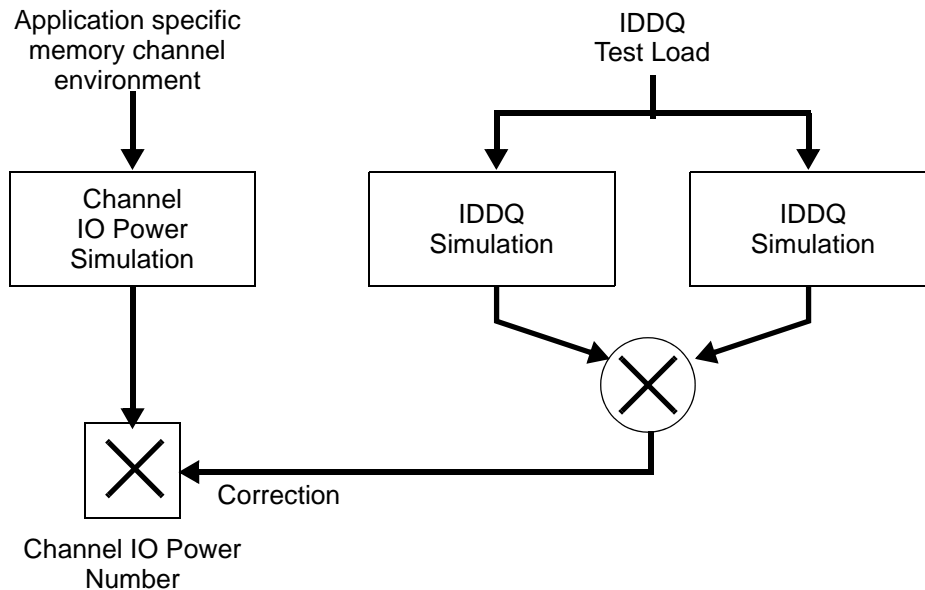 Application specific
memory channel
environment
IDDQ
Test Load
Channel
IO Power
Simulation
IDDQ
Simulation
IDDQ
Simulation
Correction
Channel IO Power
Number